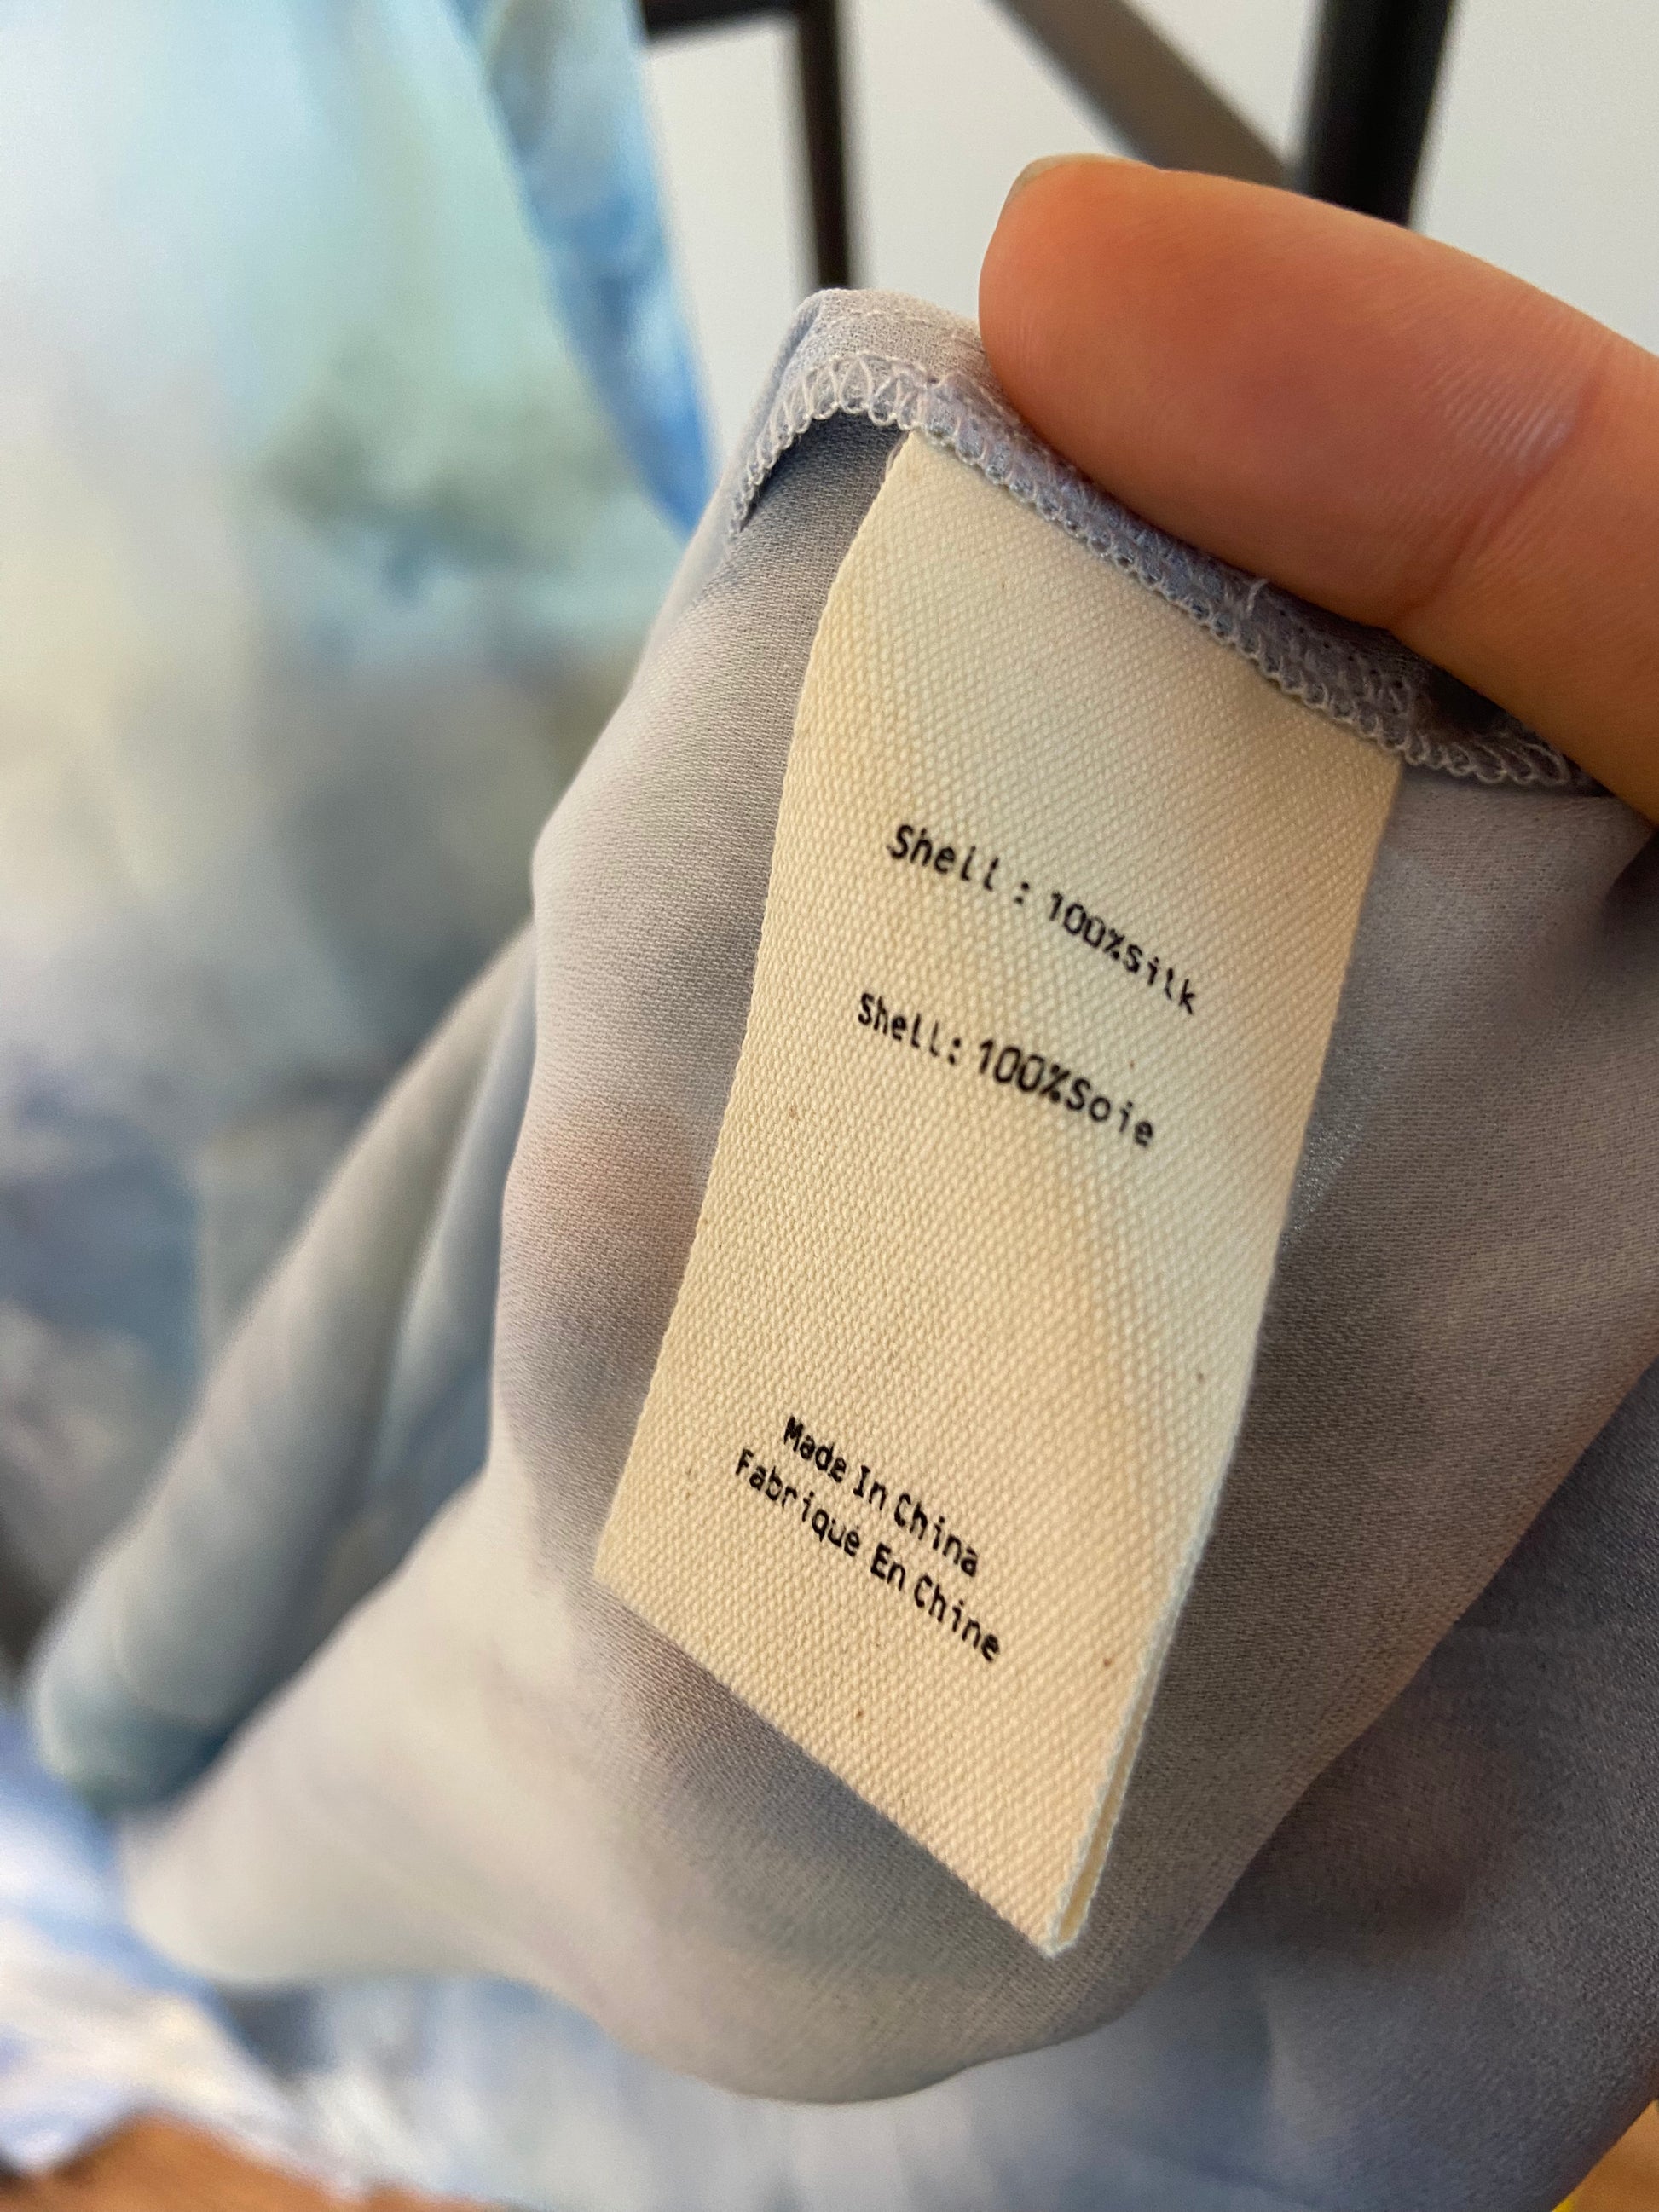 Shell : 100%Silk
Shell: 100%Soie
Made In China
Fabriqué En Chine